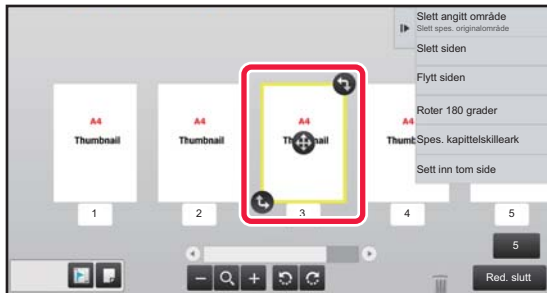 Slett angitt område
Slett spes. originalområde
Slett siden
Flytt siden
Roter 180 grader
Spes. kapittelskilleark
Sett inn tom side
A4
Thumbnail
A4
Thumbnail
A4
A4
1
2
3
4
5
5
Red. slutt